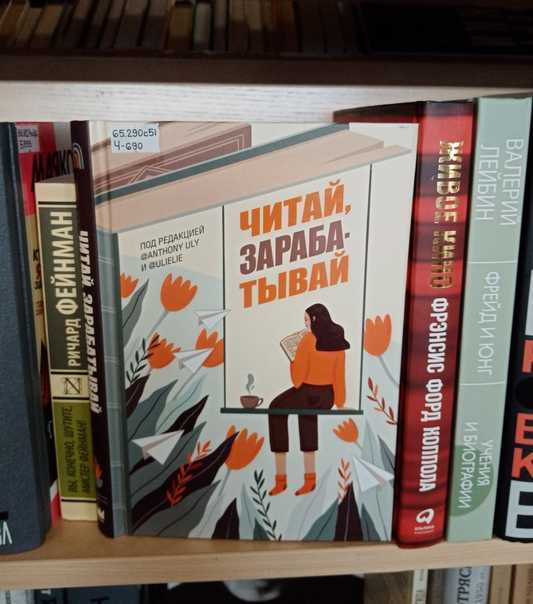 65.290с51
Ч-690
ПОД РЕДАКЦИЕЙ
@ANTHONY ULY
И @ULIELIE
ЧИТАЙ,
ЗАРАБА-
ТЫВАЙ
ЧИТАЙ, ЗАРАБАТЫВАЙ
РИЧАРД ФЕЙНМАН
ВЫ, КОНЕЧНО, ШУТИТЕ,
МИСТЕР ФЕЙНМАН!
ЖИВОЕ КИНО
ФРЭНСИС ФОРД КОППОЛА
ВАЛЕРИЙ
ЛЕЙБИН
ФРЕЙД И ЮНГ
УЧЕНИЯ
И БИОГРАФИИ